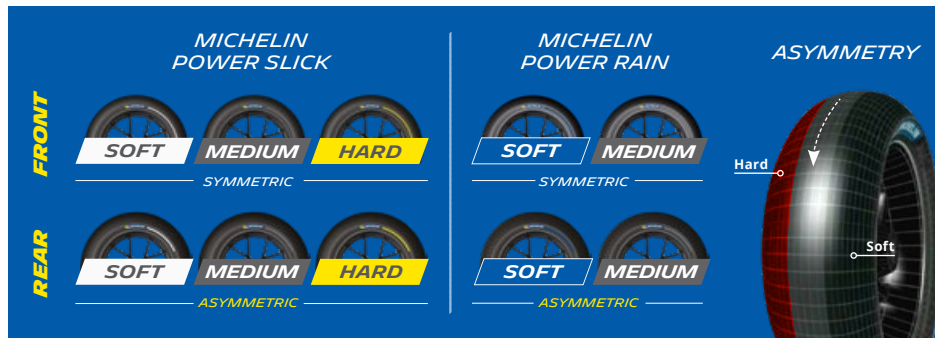 MICHELIN
POWER SLICK
MICHELIN
POWER RAIN
ASYMMETRY
FRONT
SOFT
MEDIUM
HARD
SYMMETRIC
SOFT
MEDIUM
SYMMETRIC
Hard
Soft
REAR
SOFT
MEDIUM
HARD
ASYMMETRIC
SOFT
MEDIUM
ASYMMETRIC